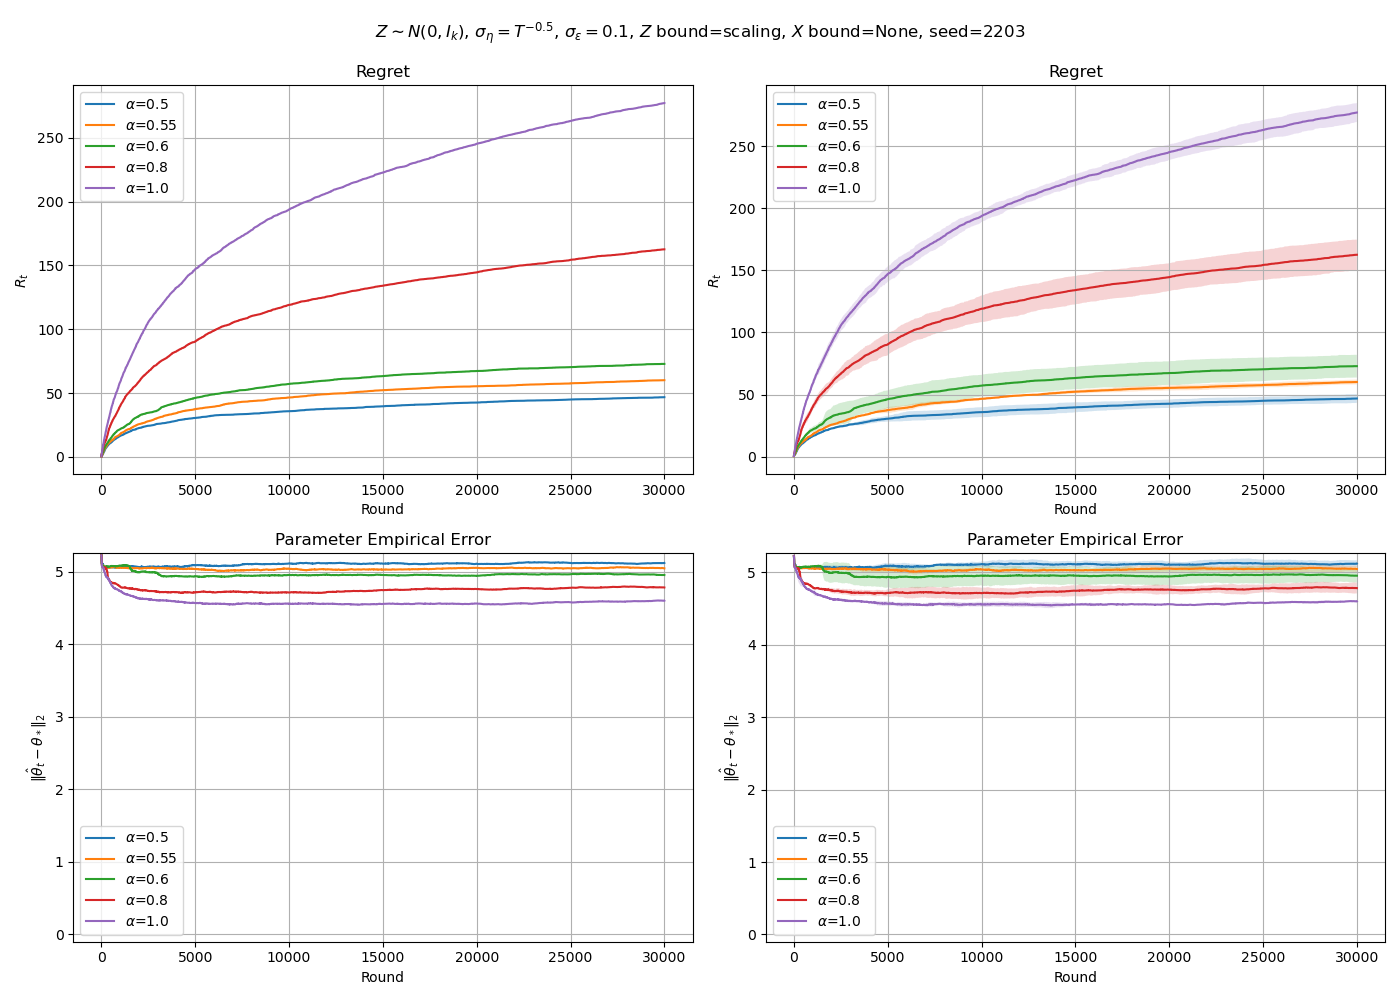 Z ∼ N(0, I_k), σ_η = T^{−0.5}, σ_ε = 0.1, Z bound=scaling, X bound=None, seed=2203
Regret
α=0.5
α=0.55
α=0.6
α=0.8
α=1.0
250
200
150
100
50
0
R_t
0 5000 10000 15000 20000 25000 30000
Round
Regret
α=0.5
α=0.55
α=0.6
α=0.8
α=1.0
250
200
150
100
50
0
R_t
0 5000 10000 15000 20000 25000 30000
Round
Parameter Empirical Error
5
4
3
2
1
0
‖θ̂_t − θ_*‖_2
α=0.5
α=0.55
α=0.6
α=0.8
α=1.0
0 5000 10000 15000 20000 25000 30000
Round
Parameter Empirical Error
5
4
3
2
1
0
‖θ̂_t − θ_*‖_2
α=0.5
α=0.55
α=0.6
α=0.8
α=1.0
0 5000 10000 15000 20000 25000 30000
Round